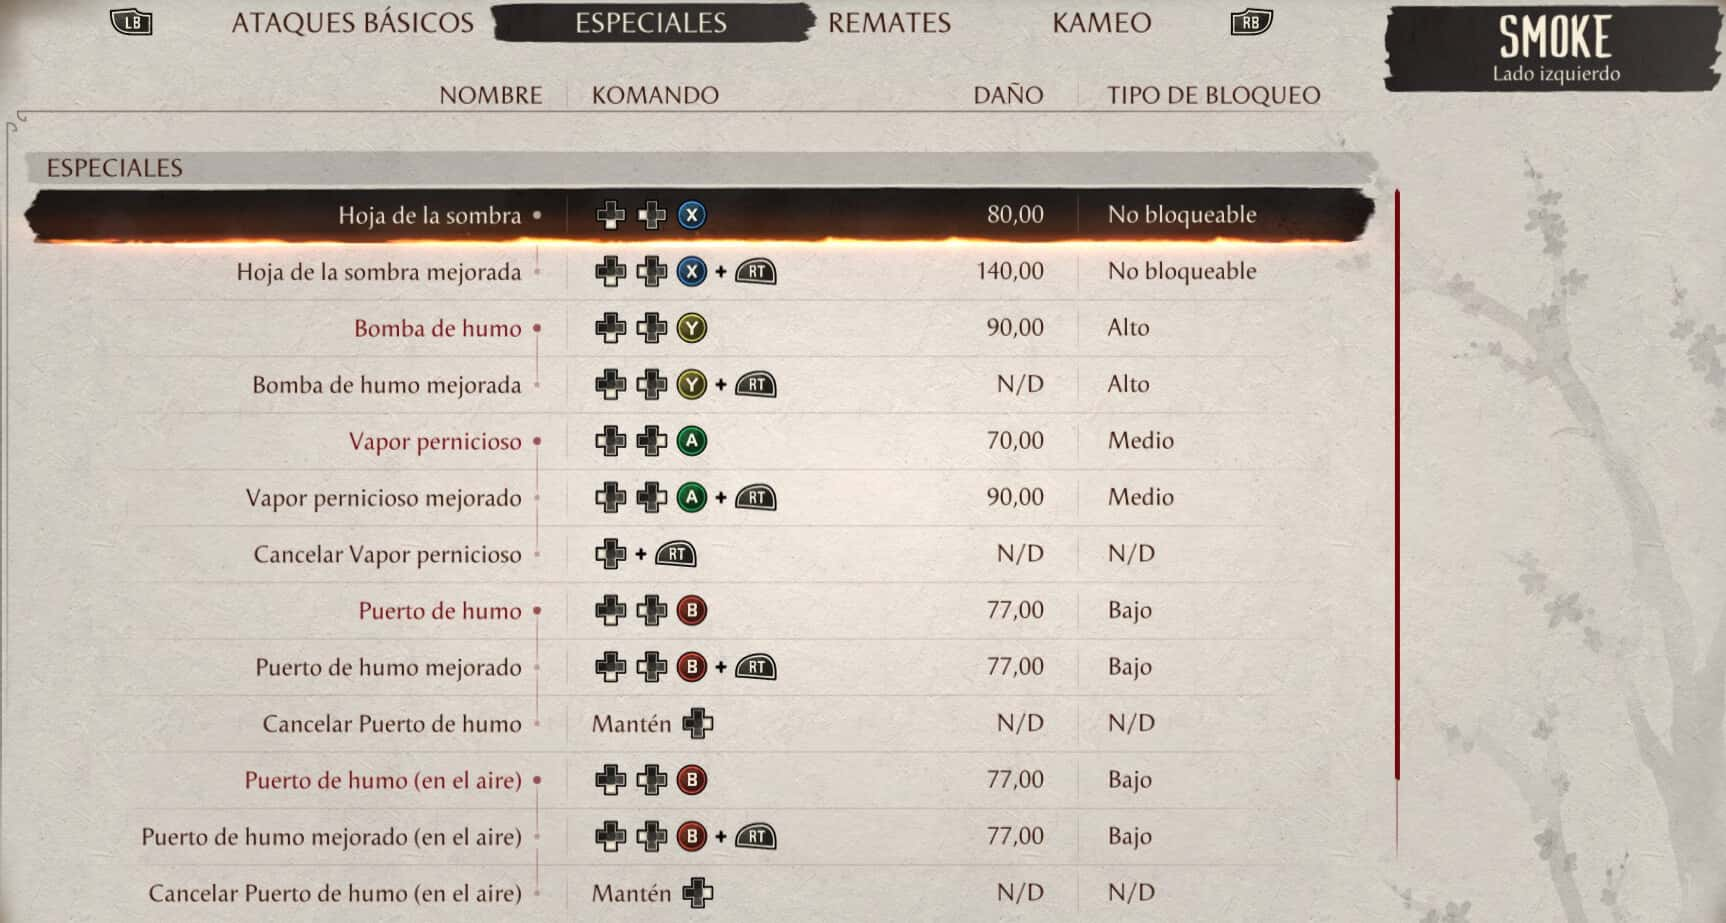 LB ATAQUES BÁSICOS ESPECIALES REMATES KAMEO RB
SMOKE
Lado izquierdo
NOMBRE KOMANDO DAÑO TIPO DE BLOQUEO
ESPECIALES
Hoja de la sombra X 80,00 No bloqueable
Hoja de la sombra mejorada X + RT 140,00 No bloqueable
Bomba de humo Y 90,00 Alto
Bomba de humo mejorada Y + RT N/D Alto
Vapor pernicioso A 70,00 Medio
Vapor pernicioso mejorado A + RT 90,00 Medio
Cancelar Vapor pernicioso + RT N/D N/D
Puerto de humo B 77,00 Bajo
Puerto de humo mejorado B + RT 77,00 Bajo
Cancelar Puerto de humo Mantén N/D N/D
Puerto de humo (en el aire) B 77,00 Bajo
Puerto de humo mejorado (en el aire) B + RT 77,00 Bajo
Cancelar Puerto de humo (en el aire) Mantén N/D N/D